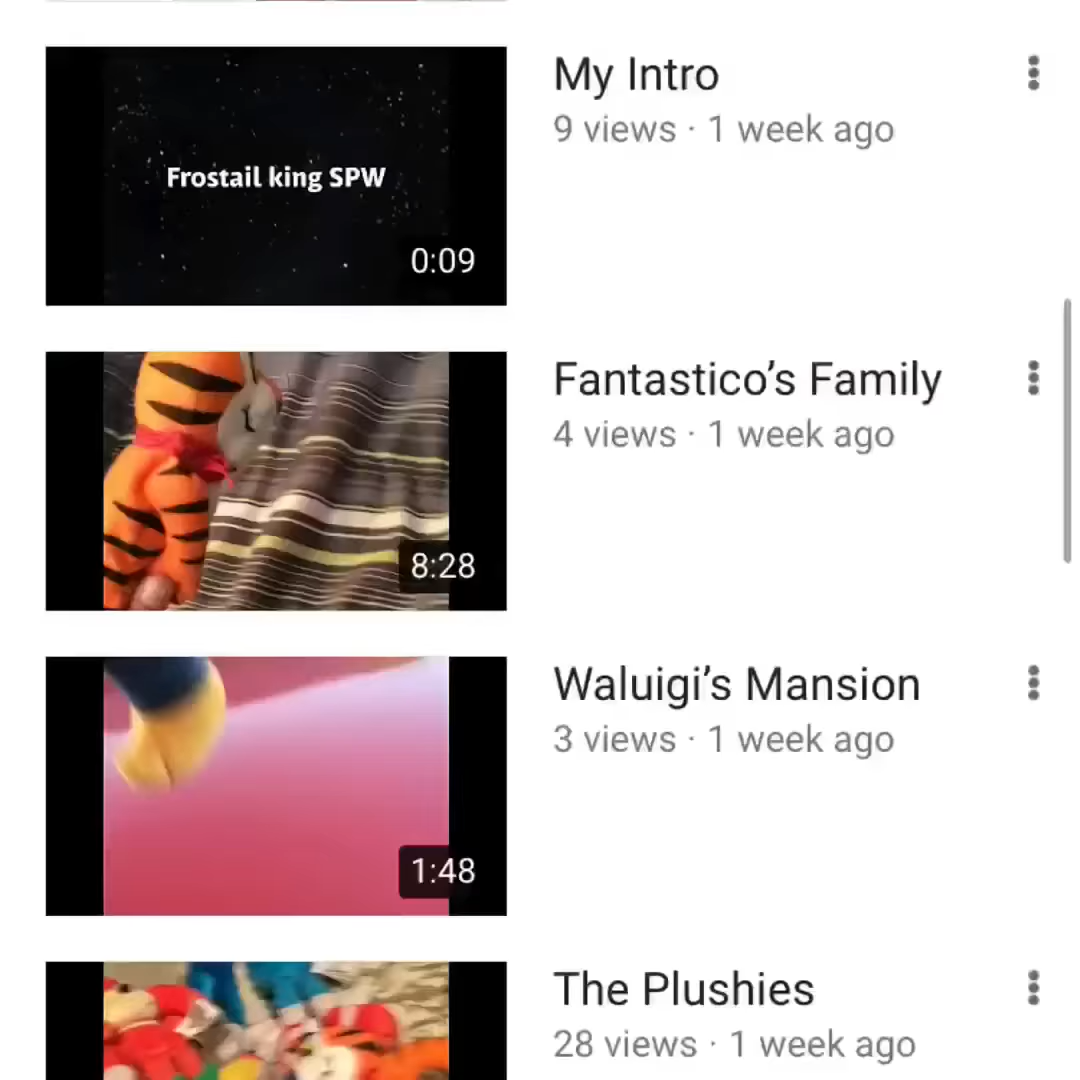 My Intro
9 views · 1 week ago
Frostail king SPW
0:09
Fantastico’s Family
4 views · 1 week ago
8:28
Waluigi’s Mansion
3 views · 1 week ago
1:48
The Plushies
28 views · 1 week ago